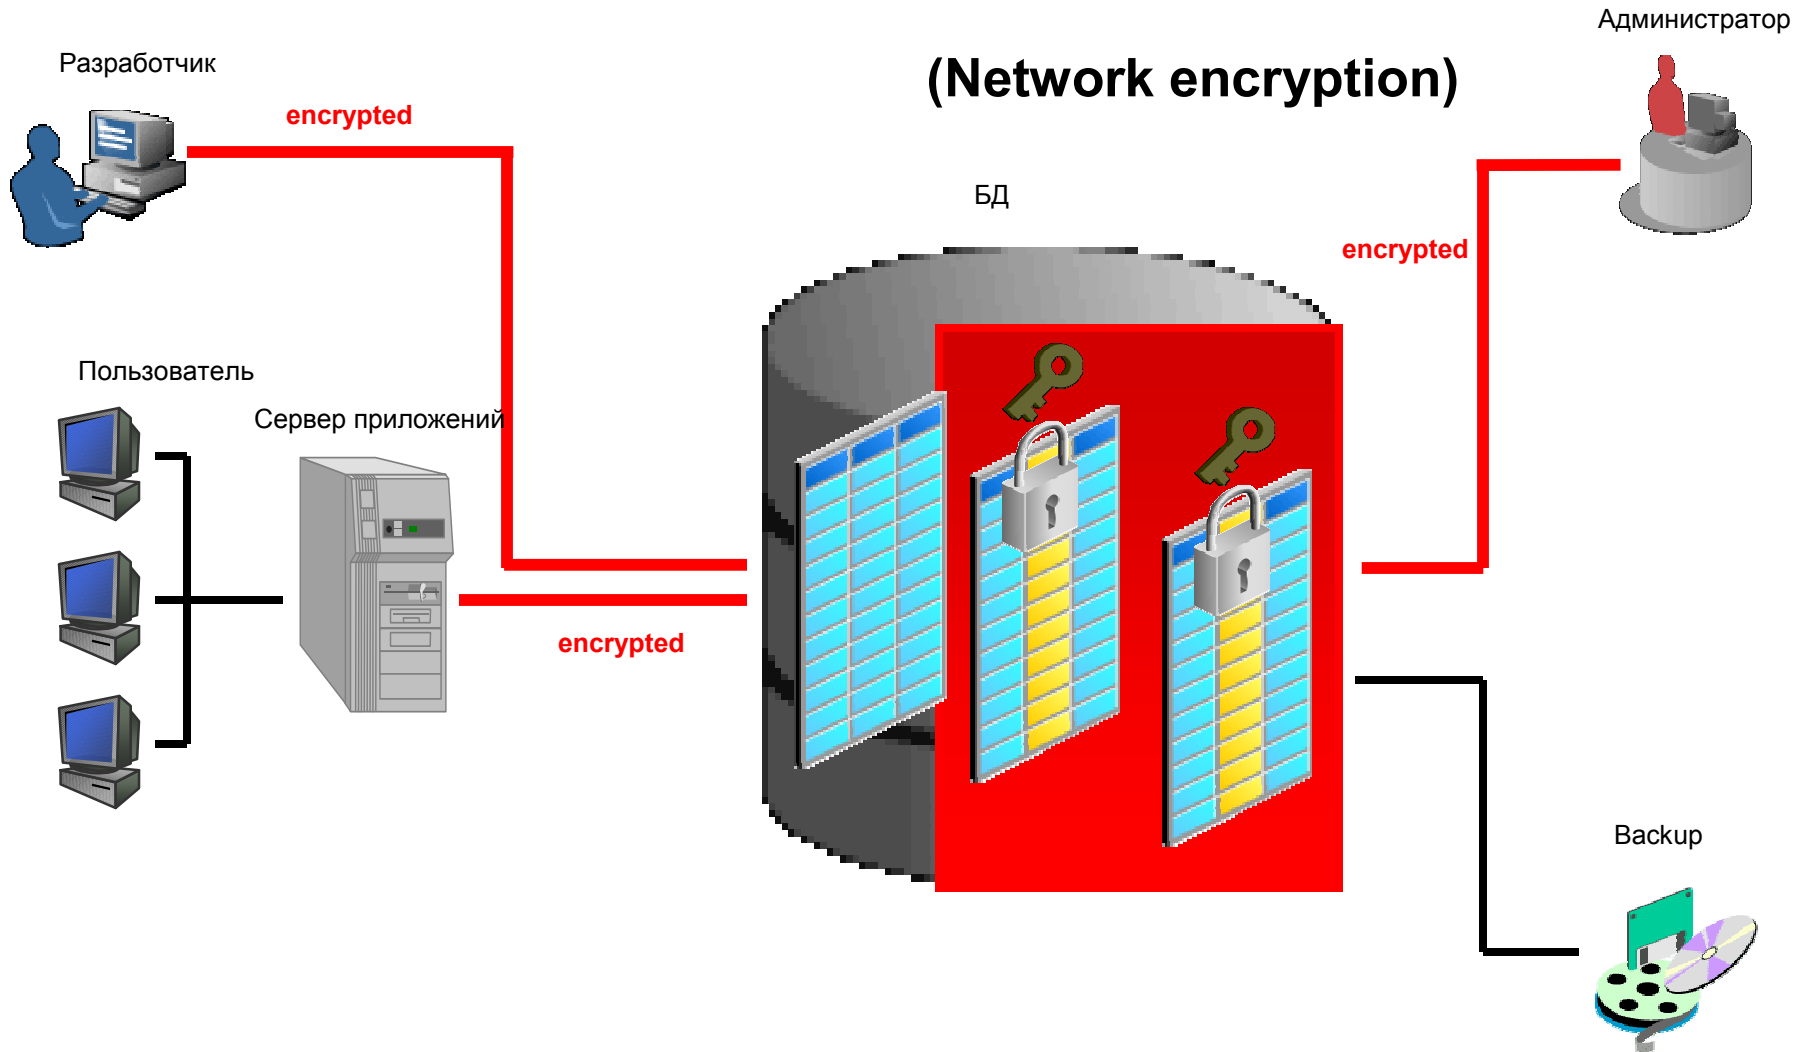 Администратор
Разработчик
(Network encryption)
encrypted
БД
encrypted
Пользователь
Сервер приложений
encrypted
Backup